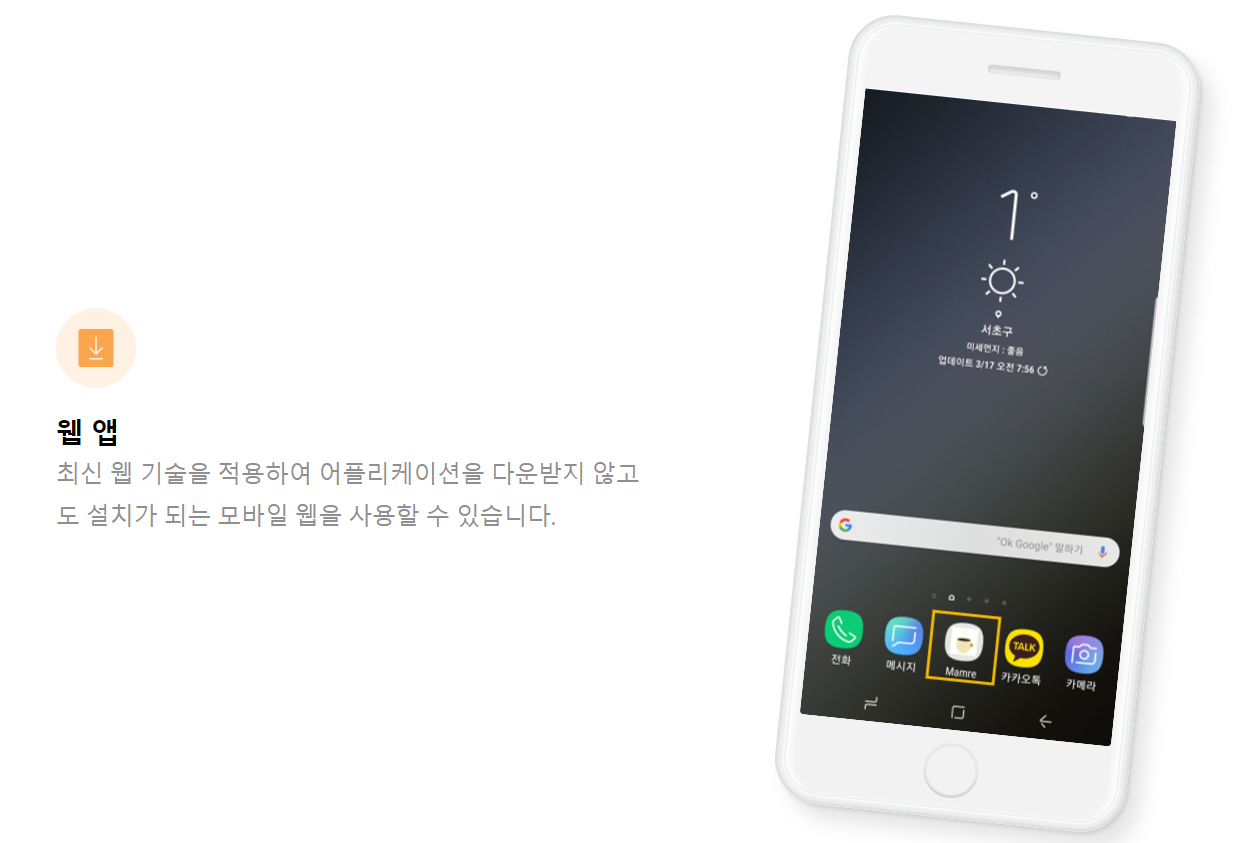 웹 앱
최신 웹 기술을 적용하여 어플리케이션을 다운받지 않고
도 설치가 되는 모바일 웹을 사용할 수 있습니다.
1°
서초구
미세먼지 : 좋음
업데이트 3/17 오전 7:56
"Ok Google" 말하기
전화
메시지
Mamre
TALK
카카오톡
카메라